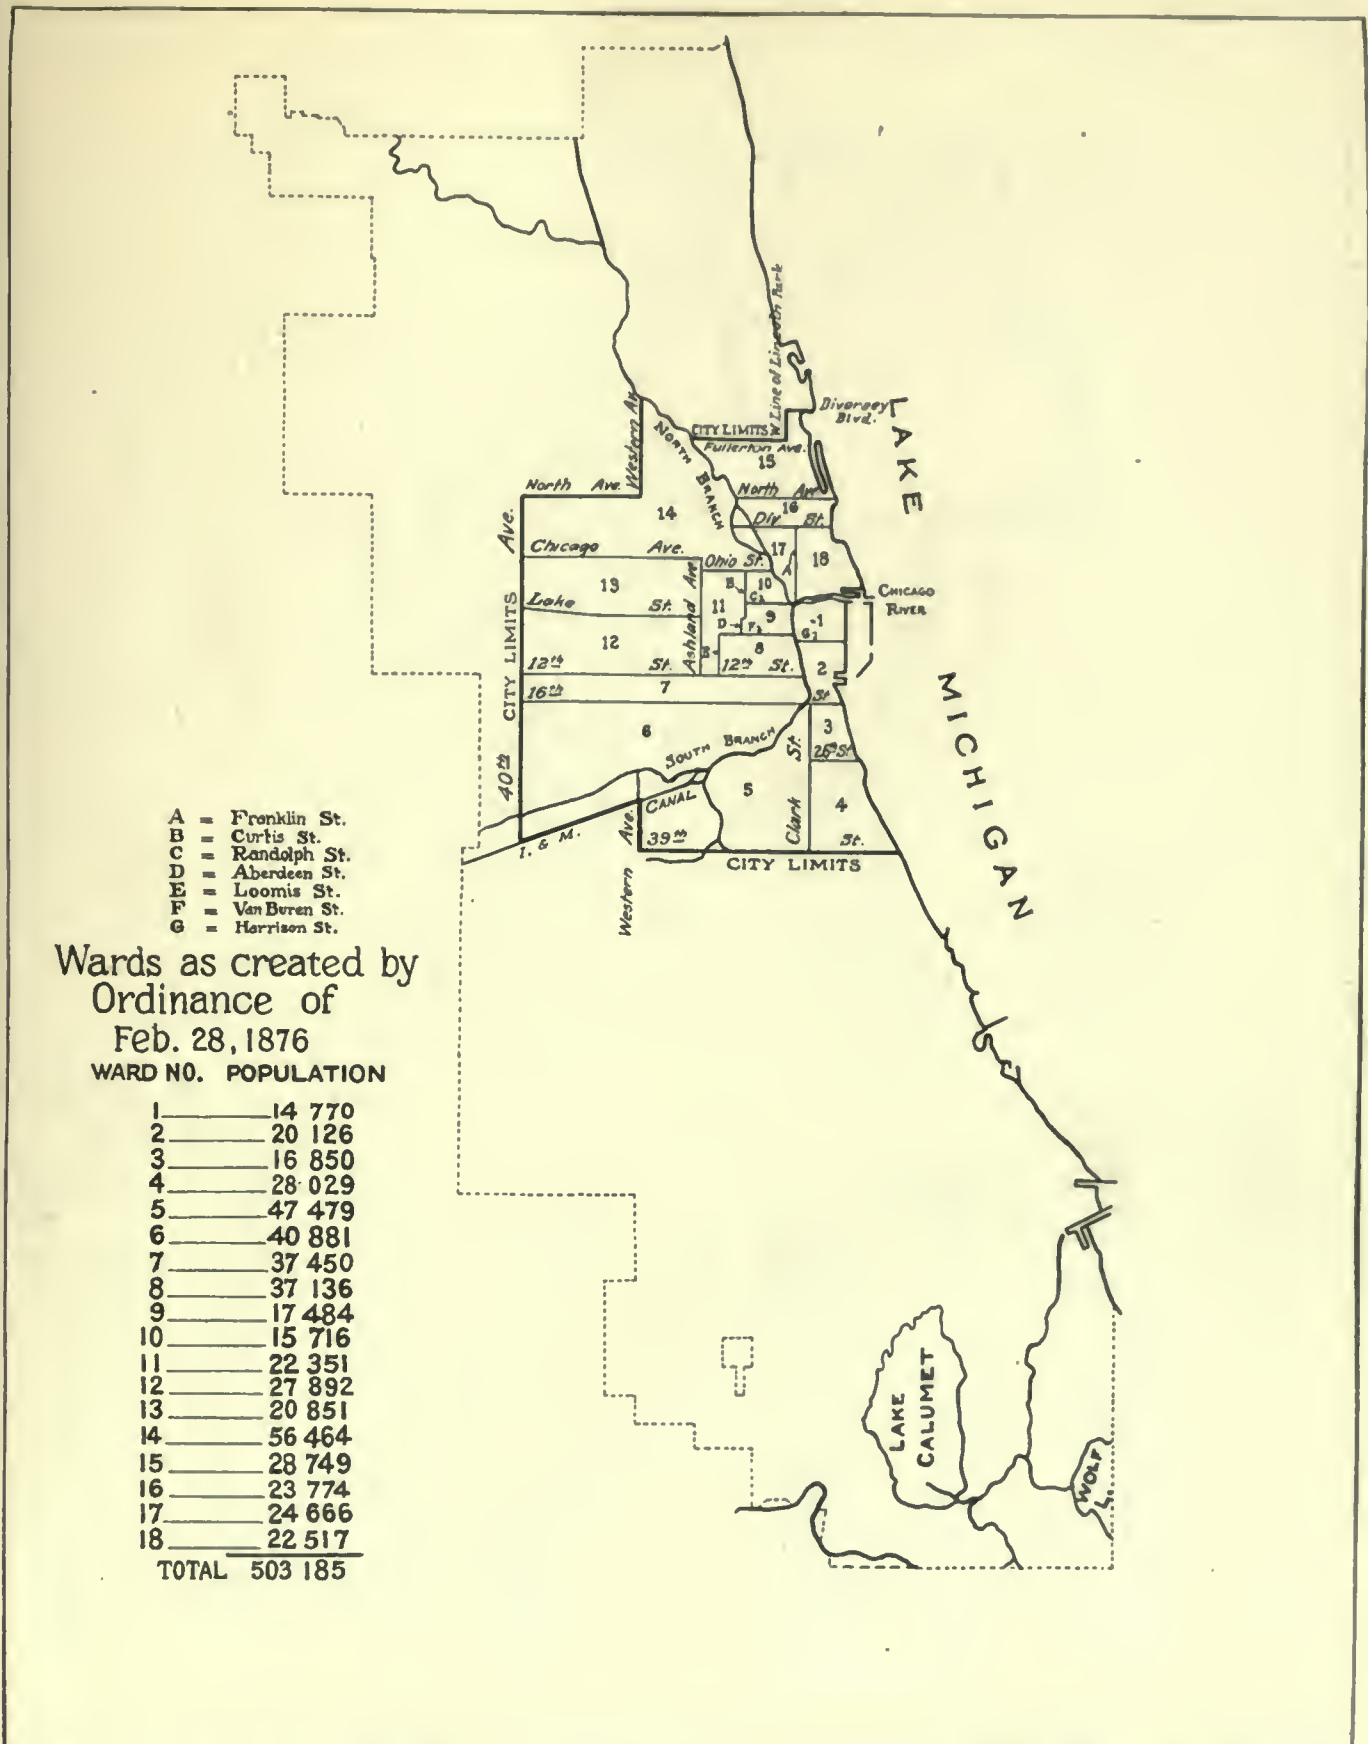 W Line of Lincoln Park
Diversey
Blvd.
LAKE
MICHIGAN
CITY LIMITS
Fullerton Ave.
15
NORTH BRANCH
Western Av
North Ave.
North Av
16
14
Div St.
17
A
18
Chicago Ave.
Ohio St.
CHICAGO
RIVER
13
B
10
C
11
9
1
Lake St.
D
F
G
12
E
8
2
Ashland Ave
12th St.
12th St.
7
16th St
CITY LIMITS
40th Ave.
6
SOUTH BRANCH
3
26th St
5
4
Clark St.
CANAL
I. & M.
39th St.
Western Ave.
CITY LIMITS
A = Franklin St.
B = Curtis St.
C = Randolph St.
D = Aberdeen St.
E = Loomis St.
F = Van Buren St.
G = Harrison St.
Wards as created by
Ordinance of
Feb. 28, 1876
WARD NO. POPULATION
1 14 770
2 20 126
3 16 850
4 28 029
5 47 479
6 40 881
7 37 450
8 37 136
9 17 484
10 15 716
11 22 351
12 27 892
13 20 851
14 56 464
15 28 749
16 23 774
17 24 666
18 22 517
TOTAL 503 185
LAKE
CALUMET
WOLF
L.